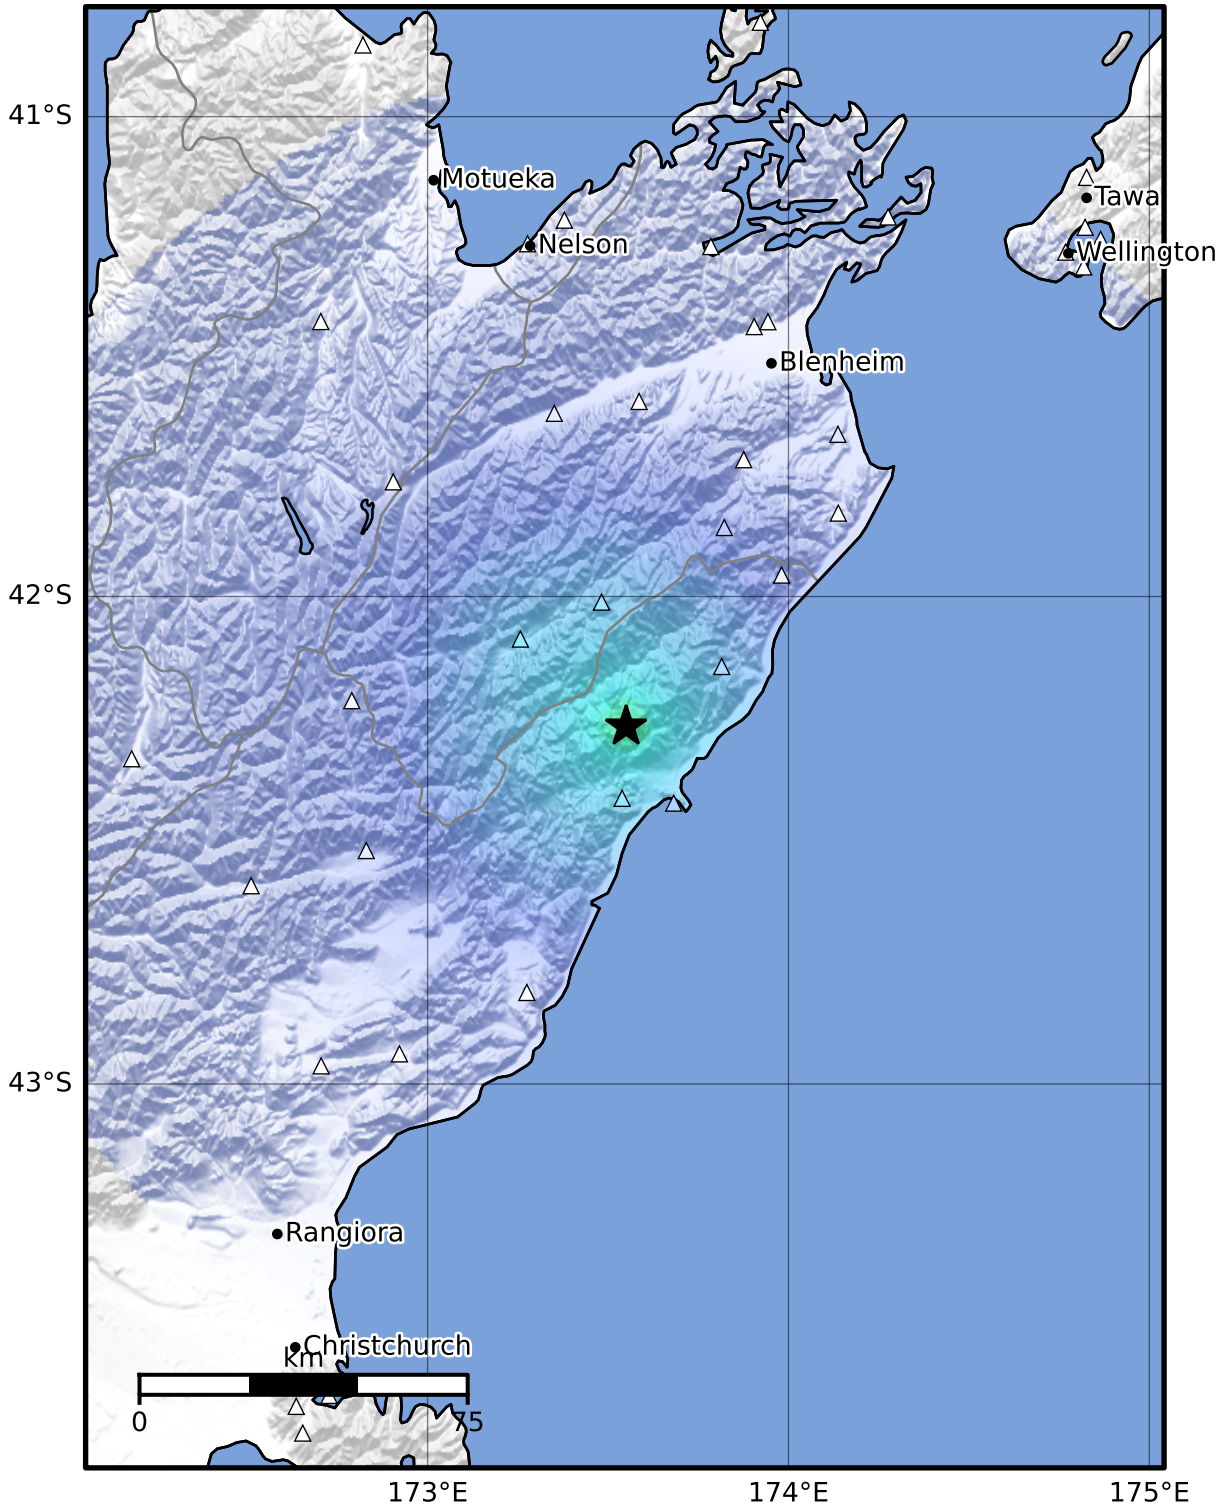 41°S
Motueka
Tawa
Nelson
Wellington
Blenheim
42°S
43°S
Rangiora
Christchurch
km
0
75
173°E
174°E
175°E